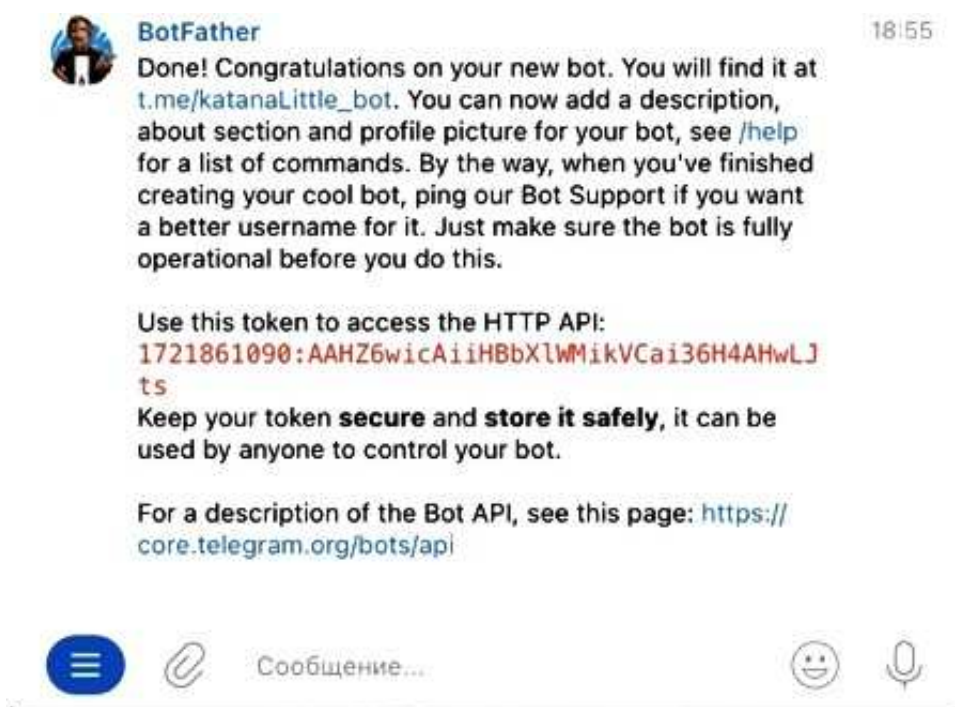 BotFather
18:55
Done! Congratulations on your new bot. You will find it at
t.me/katanaLittle_bot. You can now add a description,
about section and profile picture for your bot, see /help
for a list of commands. By the way, when you've finished
creating your cool bot, ping our Bot Support if you want
a better username for it. Just make sure the bot is fully
operational before you do this.
Use this token to access the HTTP API:
1721861090:AAHZ6wicAiiHBbXlWMikVCai36H4AHwLJ
ts
Keep your token secure and store it safely, it can be
used by anyone to control your bot.
For a description of the Bot API, see this page: https://
core.telegram.org/bots/api
Сообщение...